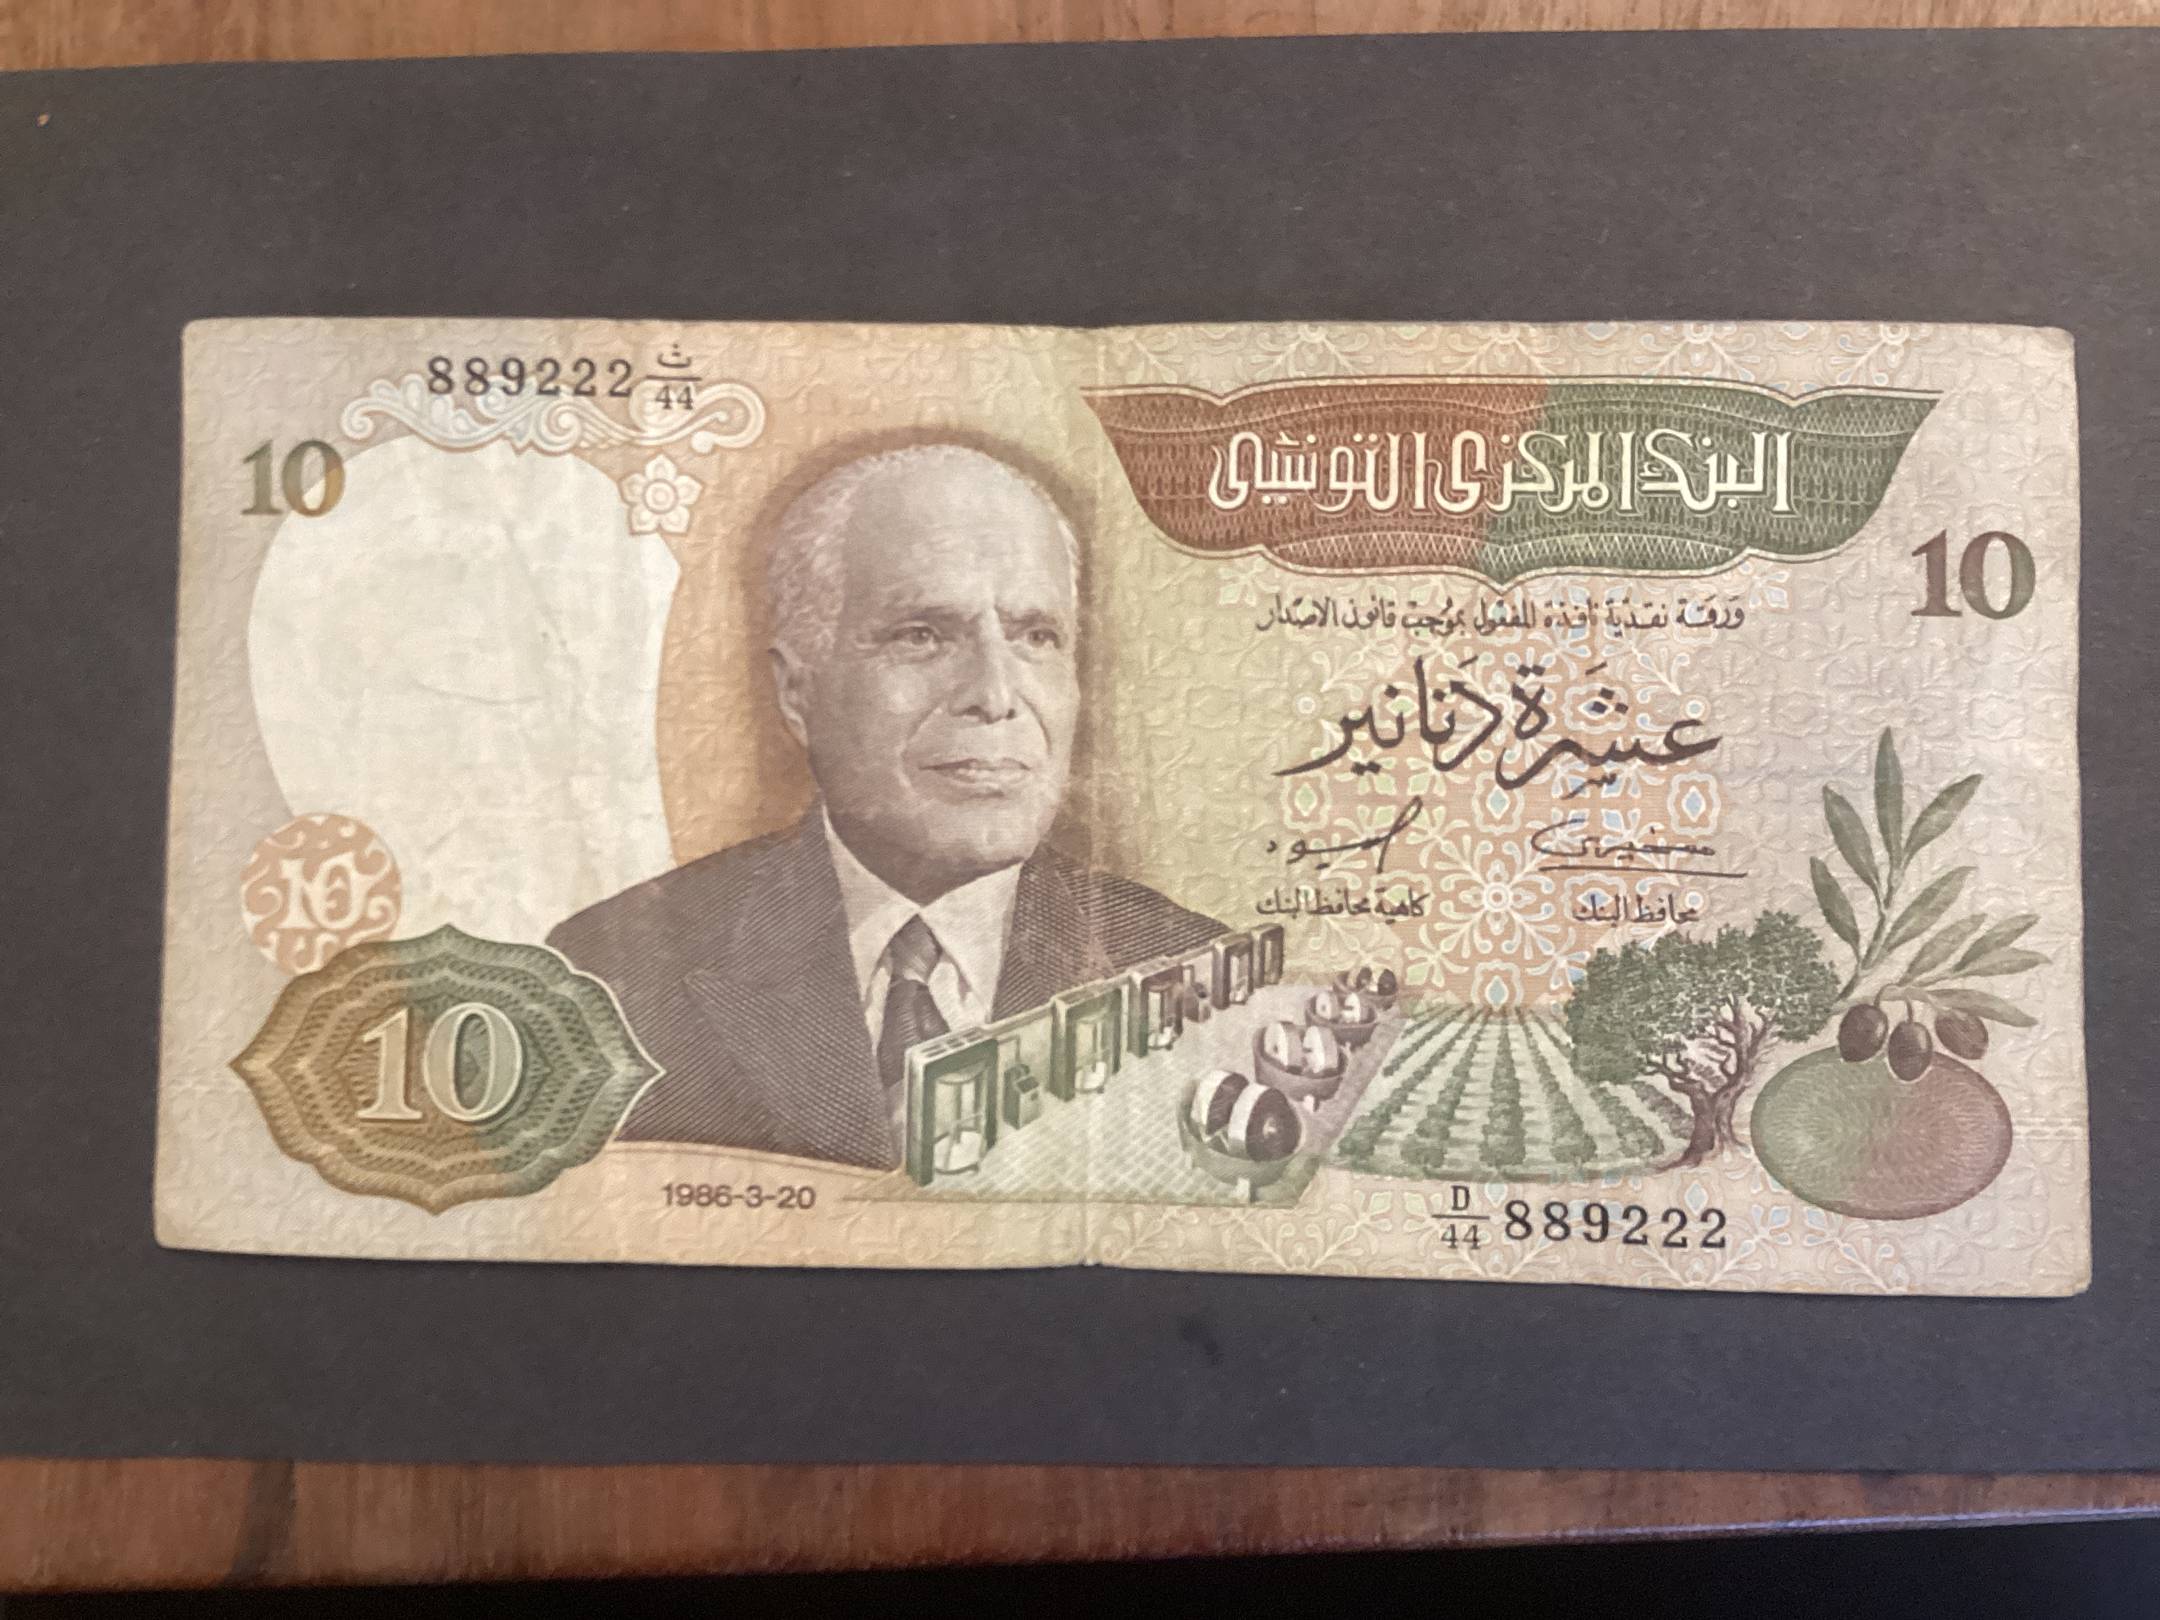 889222 ث/44
10
البنك المركزي التونسي
10
ورقة نقدية نافذة المفعول بموجب قانون الاصدار
عشرة دنانير
محافظ البنك
كاهية محافظ البنك
10
10
1986-3-20
D/44 889222